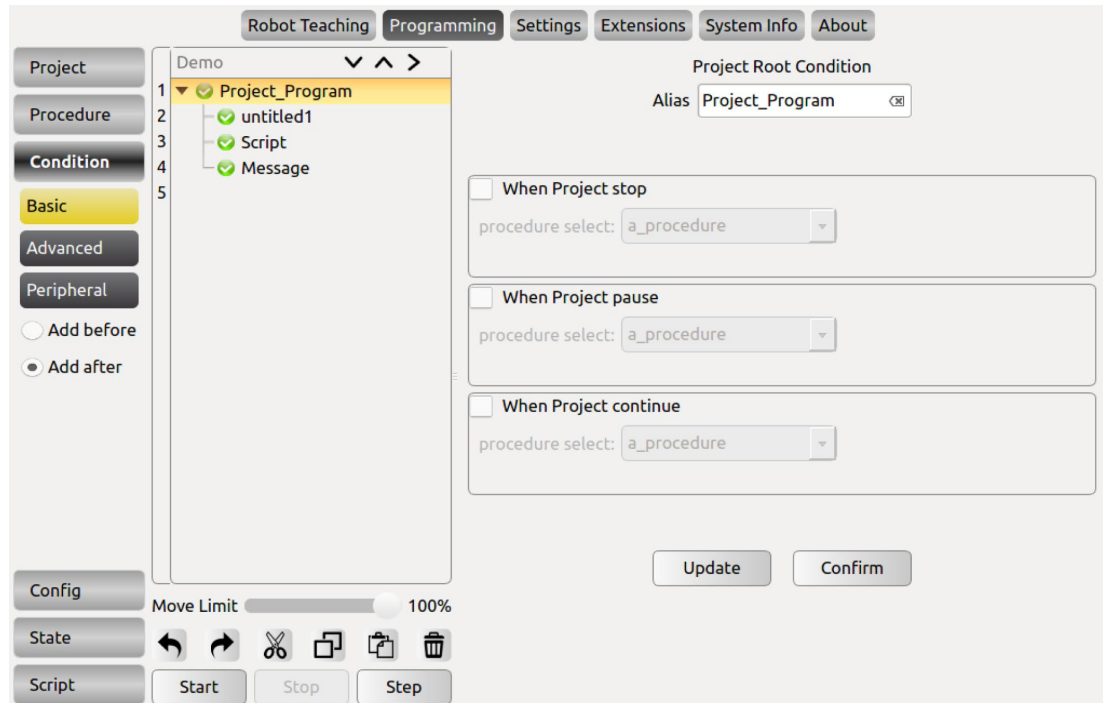 Robot Teaching Programming Settings Extensions System Info About
Project
Procedure
Condition
Basic
Advanced
Peripheral
Add before
Add after
Config
State
Script
Demo
1 Project_Program
2 untitled1
3 Script
4 Message
5
Move Limit 100%
Start Stop Step
Project Root Condition
Alias Project_Program
When Project stop
procedure select: a_procedure
When Project pause
procedure select: a_procedure
When Project continue
procedure select: a_procedure
Update Confirm